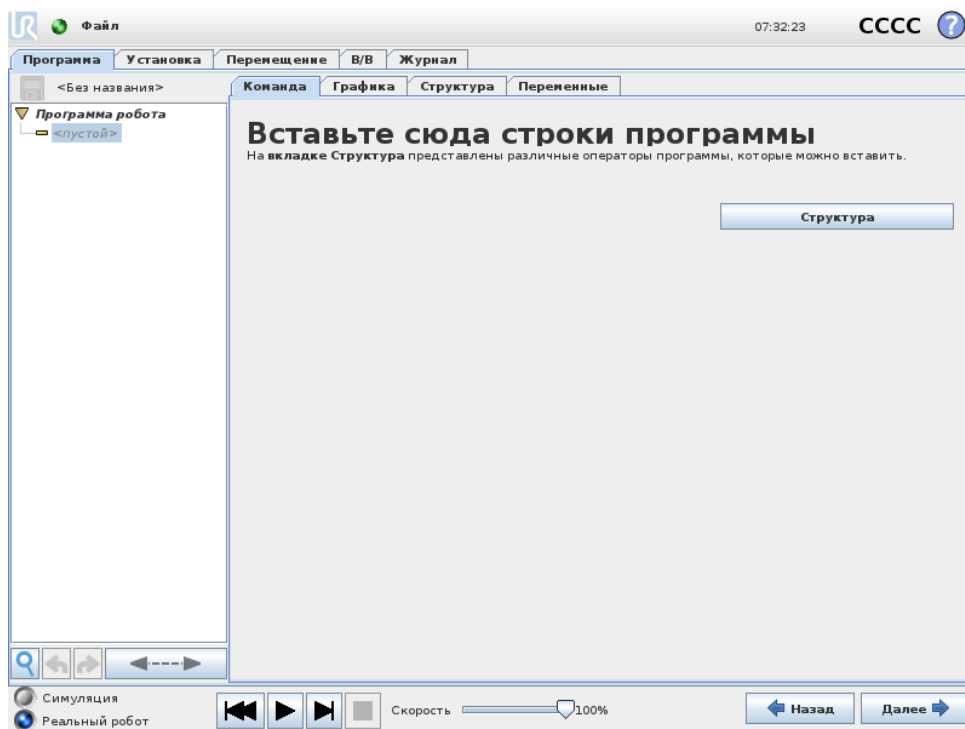 UR Файл 07:32:23 CCCC ?
Программа Установка Перемещение В/В Журнал
<Без названия> Команда Графика Структура Переменные
Программа робота
<пустой>
Вставьте сюда строки программы
На вкладке Структура представлены различные операторы программы, которые можно вставить.
Структура
Симуляция
Реальный робот
Скорость 100%
Назад Далее